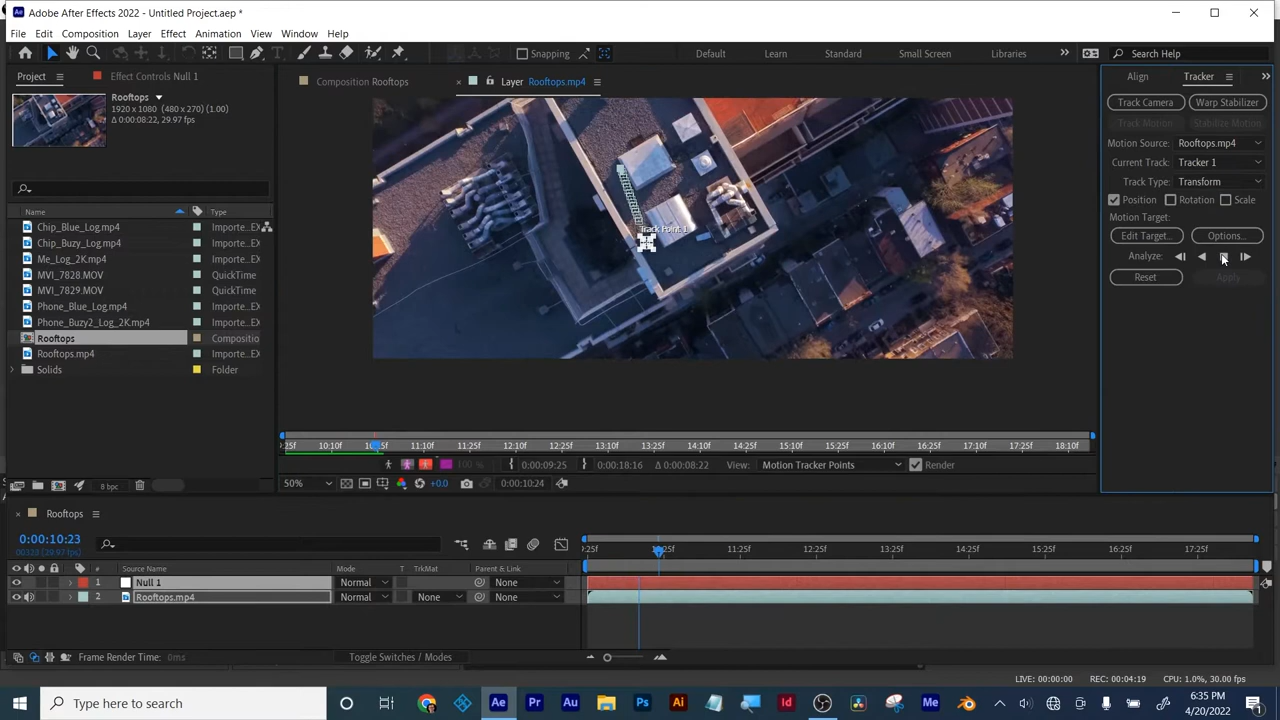 Adobe After Effects 2022 - Untitled Project.aep *
File Edit Composition Layer Effect Animation View Window Help
Snapping Default Learn Standard Small Screen Libraries Search Help
Project Effect Controls Null 1
Composition Rooftops
Layer Rooftops.mp4
Align Tracker
Rooftops
1920 x 1080 (480 x 270) (1.00)
Δ 0:00:08:22, 29.97 fps
Track Camera Warp Stabilizer
Track Motion Stabilize Motion
Motion Source: Rooftops.mp4
Current Track: Tracker 1
Track Type: Transform
Position Rotation Scale
Motion Target:
Edit Target... Options...
Analyze:
Reset Apply
Name Type
Chip_Blue_Log.mp4 Importe...EX
Chip_Buzy_Log.mp4 Importe...EX
Me_Log_2K.mp4 Importe...EX
MVI_7828.MOV QuickTime
MVI_7829.MOV QuickTime
Phone_Blue_Log.mp4 Importe...EX
Phone_Buzy2_Log_2K.mp4 Importe...EX
Rooftops Compositio
Rooftops.mp4 Importe...EX
Solids Folder
8 bpc
Track Point 1
:25f 10:10f 11:10f 11:25f 12:10f 12:25f 13:10f 13:25f 14:10f 14:25f 15:10f 15:25f 16:10f 16:25f 17:10f 17:25f 18:10f
100 % 0:00:09:25 0:00:18:16 Δ 0:00:08:22 View: Motion Tracker Points Render
50% +0.0 0:00:10:24
Rooftops
0:00:10:23
00323 (29.97 fps)
:25f 11:25f 12:25f 13:25f 14:25f 15:25f 16:25f 17:25f
# Source Name Mode T TrkMat Parent & Link
1 Null 1 Normal None
2 Rooftops.mp4 Normal None None
Frame Render Time: 0ms Toggle Switches / Modes
LIVE: 00:00:00 REC: 00:04:19 CPU: 1.0%, 30.00 fps
Type here to search
Ae Pr Au Ps Ai Id Me
6:35 PM
4/20/2022